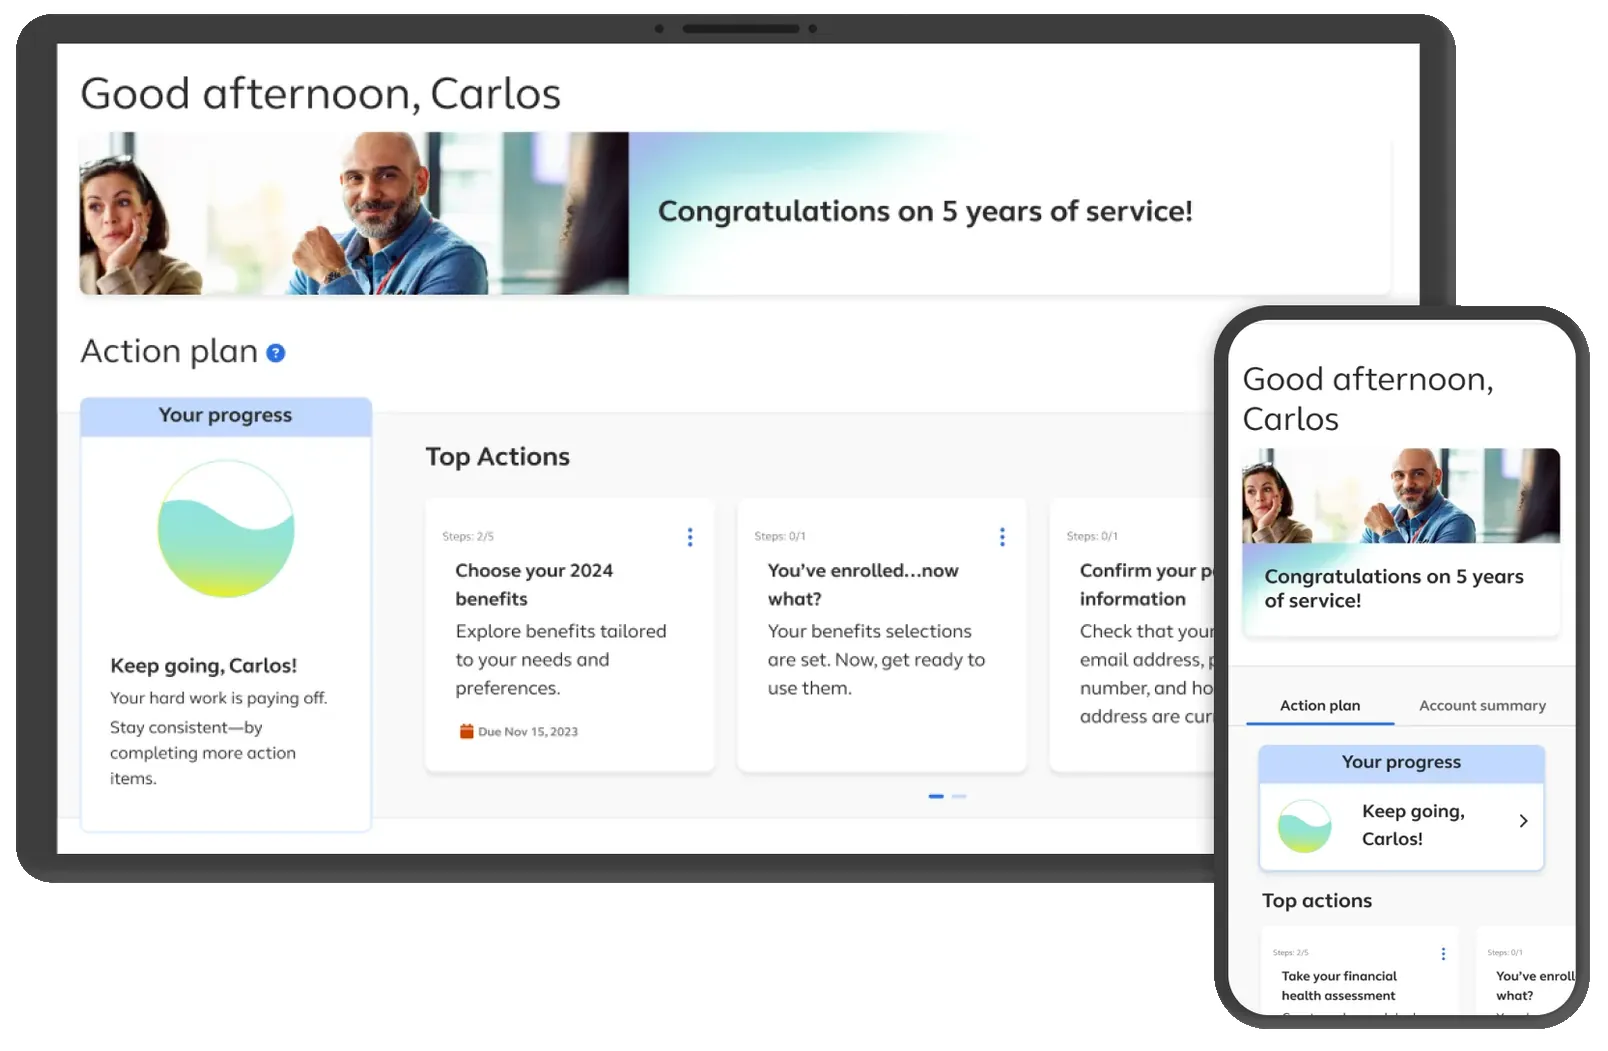 Good afternoon, Carlos
Congratulations on 5 years of service!
Action plan ?
Your progress
Keep going, Carlos!
Your hard work is paying off.
Stay consistent—by
completing more action
items.
Top Actions
Steps: 2/5
Choose your 2024
benefits
Explore benefits tailored
to your needs and
preferences.
Due Nov 15, 2023
Steps: 0/1
You’ve enrolled...now
what?
Your benefits selections
are set. Now, get ready to
use them.
Steps: 0/1
Confirm your
information
Check that your
email address,
number, and
address are
Good afternoon,
Carlos
Congratulations on 5 years
of service!
Action plan
Account summary
Your progress
Keep going,
Carlos!
Top actions
Steps: 2/5
Take your financial
health assessment
Steps: 0/1
You’ve enroll
what?